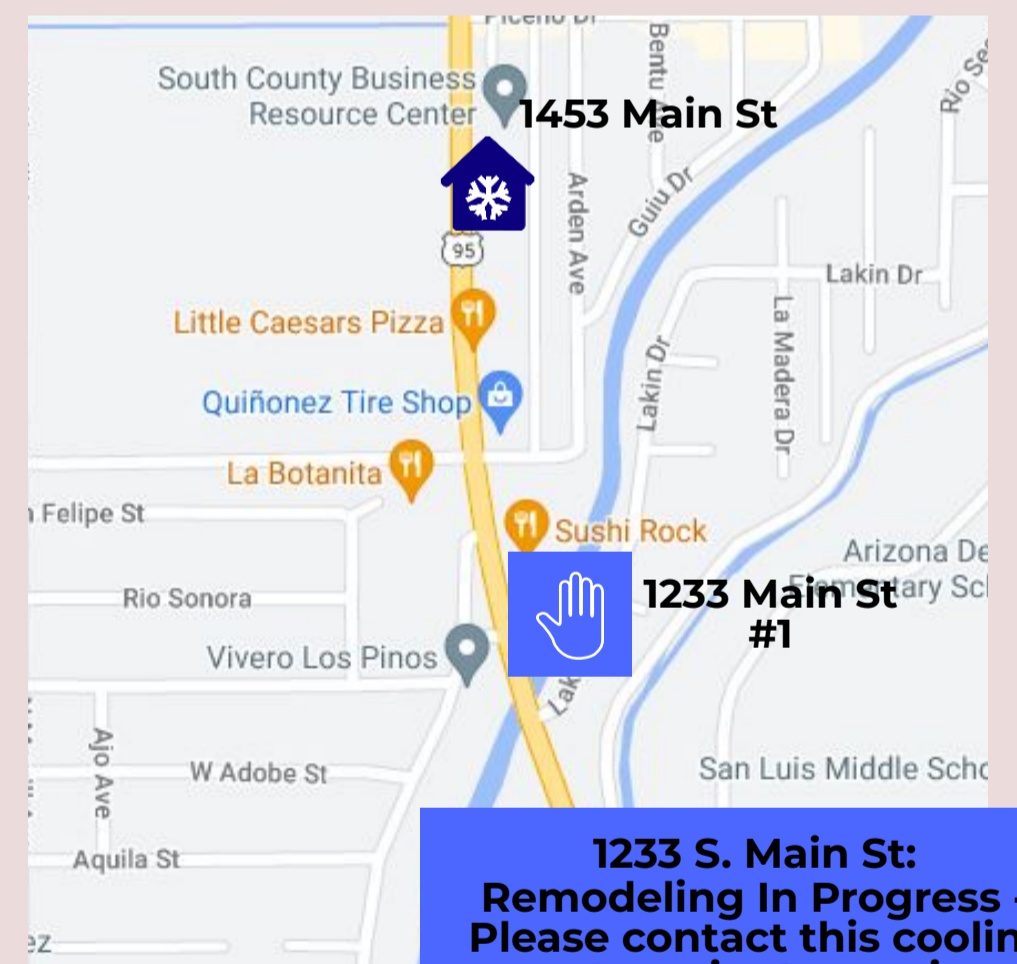 South County Business
Resource Center
1453 Main St
Bentu
Arden Ave
Guiu Dr
95
Lakin Dr
Little Caesars Pizza
La Madera Dr
Lakin Dr
Quiñonez Tire Shop
La Botanita
Felipe St
Sushi Rock
Arizona
1233 Main St
#1
Rio Sonora
Vivero Los Pinos
Ajo Ave
W Adobe St
San Luis Middle
Aquila St
1233 S. Main St:
Remodeling In Progress -
Please contact this